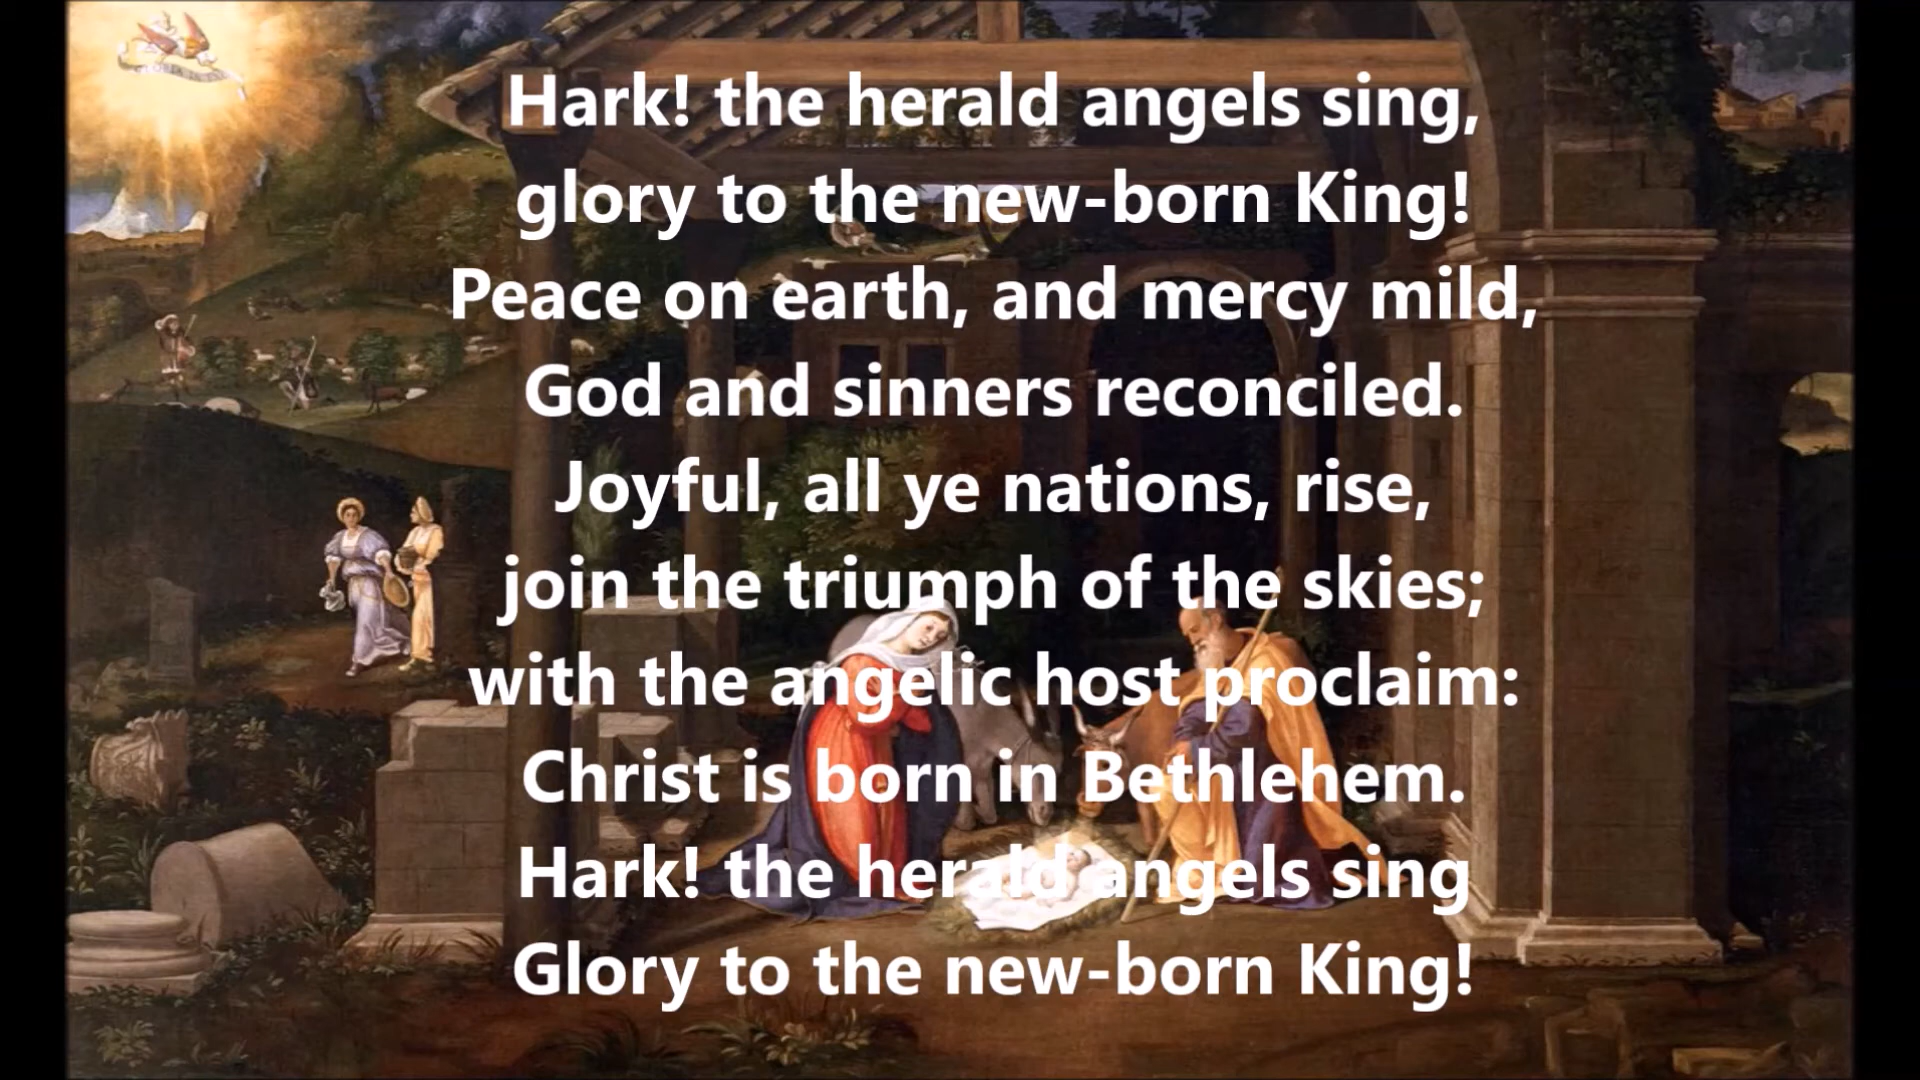 Hark! the herald angels sing,
glory to the new-born King!
Peace on earth, and mercy mild,
God and sinners reconciled.
Joyful, all ye nations, rise,
join the triumph of the skies;
with the angelic host proclaim:
Christ is born in Bethlehem.
Hark! the herald angels sing
Glory to the new-born King!